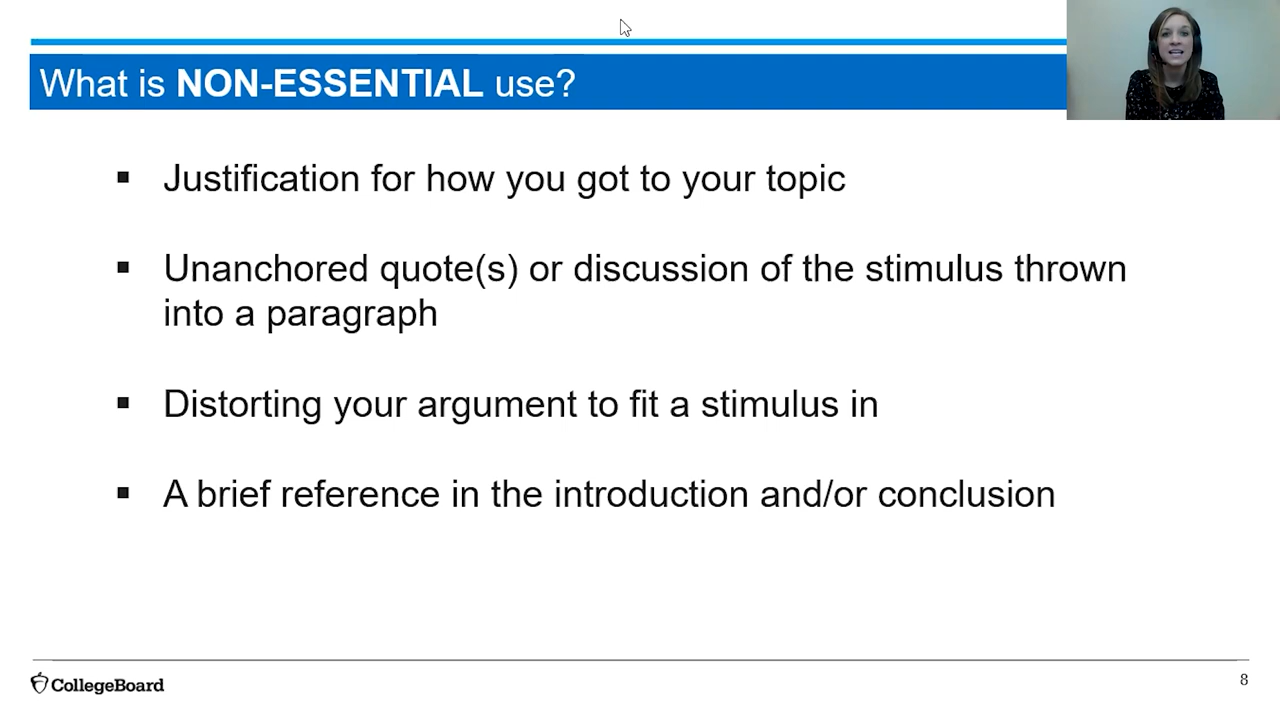 What is NON-ESSENTIAL use?
▪ Justification for how you got to your topic
▪ Unanchored quote(s) or discussion of the stimulus thrown
into a paragraph
▪ Distorting your argument to fit a stimulus in
▪ A brief reference in the introduction and/or conclusion
CollegeBoard
8